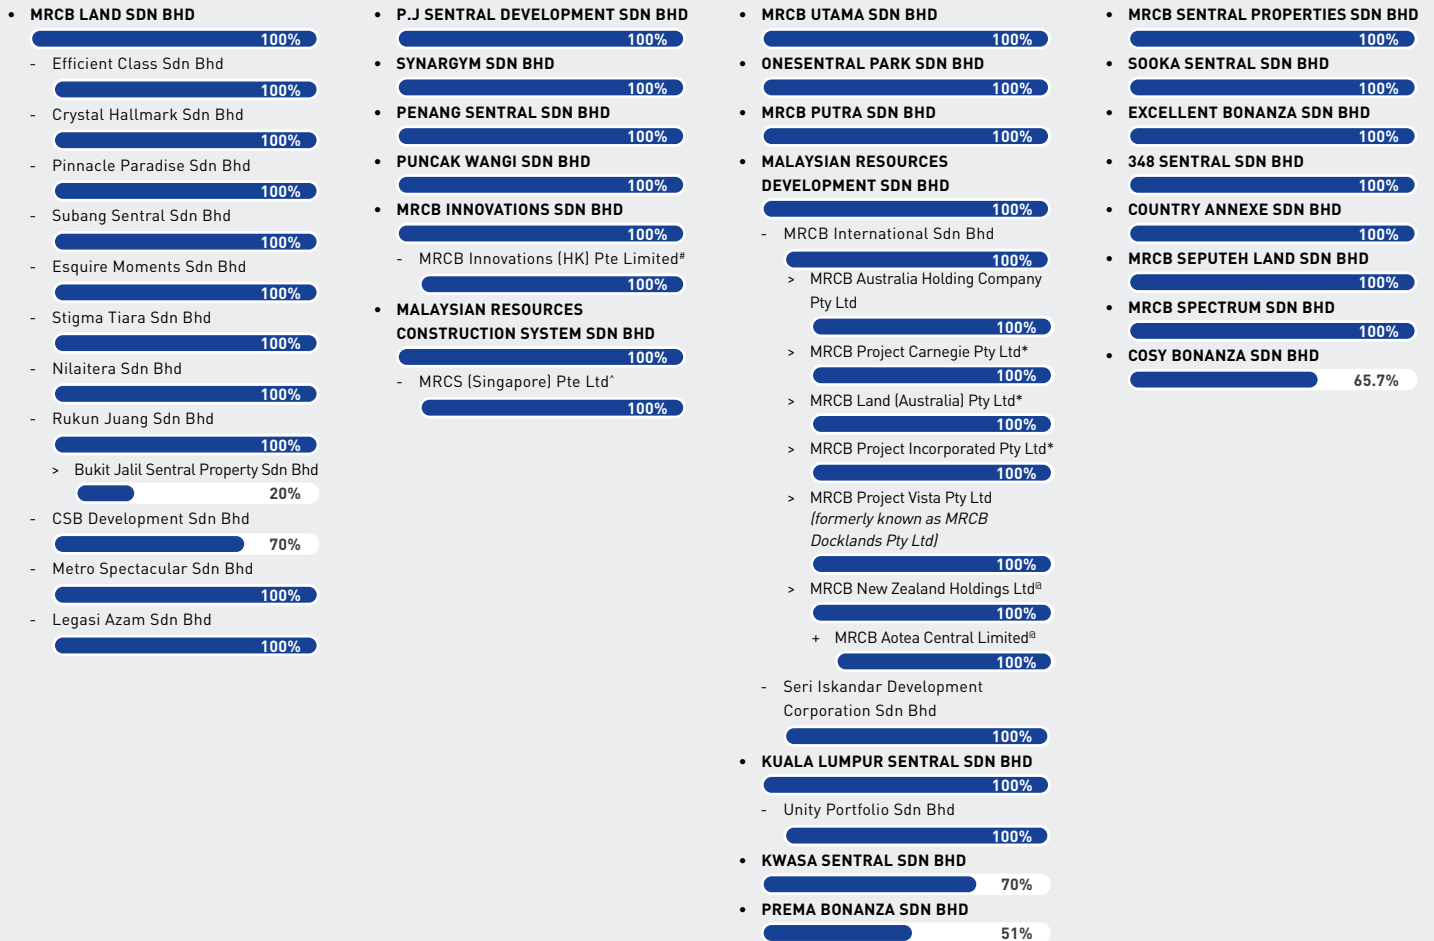 • MRCB LAND SDN BHD
100%
- Efficient Class Sdn Bhd
100%
- Crystal Hallmark Sdn Bhd
100%
- Pinnacle Paradise Sdn Bhd
100%
- Subang Sentral Sdn Bhd
100%
- Esquire Moments Sdn Bhd
100%
- Stigma Tiara Sdn Bhd
100%
- Nilaitera Sdn Bhd
100%
- Rukun Juang Sdn Bhd
100%
> Bukit Jalil Sentral Property Sdn Bhd
20%
- CSB Development Sdn Bhd
70%
- Metro Spectacular Sdn Bhd
100%
- Legasi Azam Sdn Bhd
100%
• P.J SENTRAL DEVELOPMENT SDN BHD
100%
• SYNARGYM SDN BHD
100%
• PENANG SENTRAL SDN BHD
100%
• PUNCAK WANGI SDN BHD
100%
• MRCB INNOVATIONS SDN BHD
100%
- MRCB Innovations (HK) Pte Limited#
100%
• MALAYSIAN RESOURCES
CONSTRUCTION SYSTEM SDN BHD
100%
- MRCS (Singapore) Pte Ltd^
100%
• MRCB UTAMA SDN BHD
100%
• ONESENTRAL PARK SDN BHD
100%
• MRCB PUTRA SDN BHD
100%
• MALAYSIAN RESOURCES
DEVELOPMENT SDN BHD
100%
- MRCB International Sdn Bhd
100%
> MRCB Australia Holding Company
Pty Ltd
100%
> MRCB Project Carnegie Pty Ltd*
100%
> MRCB Land (Australia) Pty Ltd*
100%
> MRCB Project Incorporated Pty Ltd*
100%
> MRCB Project Vista Pty Ltd
(formerly known as MRCB
Docklands Pty Ltd)
100%
> MRCB New Zealand Holdings Ltd@
100%
+ MRCB Aotea Central Limited@
100%
- Seri Iskandar Development
Corporation Sdn Bhd
100%
• KUALA LUMPUR SENTRAL SDN BHD
100%
- Unity Portfolio Sdn Bhd
100%
• KWASA SENTRAL SDN BHD
70%
• PREMA BONANZA SDN BHD
51%
• MRCB SENTRAL PROPERTIES SDN BHD
100%
• SOOKA SENTRAL SDN BHD
100%
• EXCELLENT BONANZA SDN BHD
100%
• 348 SENTRAL SDN BHD
100%
• COUNTRY ANNEXE SDN BHD
100%
• MRCB SEPUTEH LAND SDN BHD
100%
• MRCB SPECTRUM SDN BHD
100%
• COSY BONANZA SDN BHD
65.7%